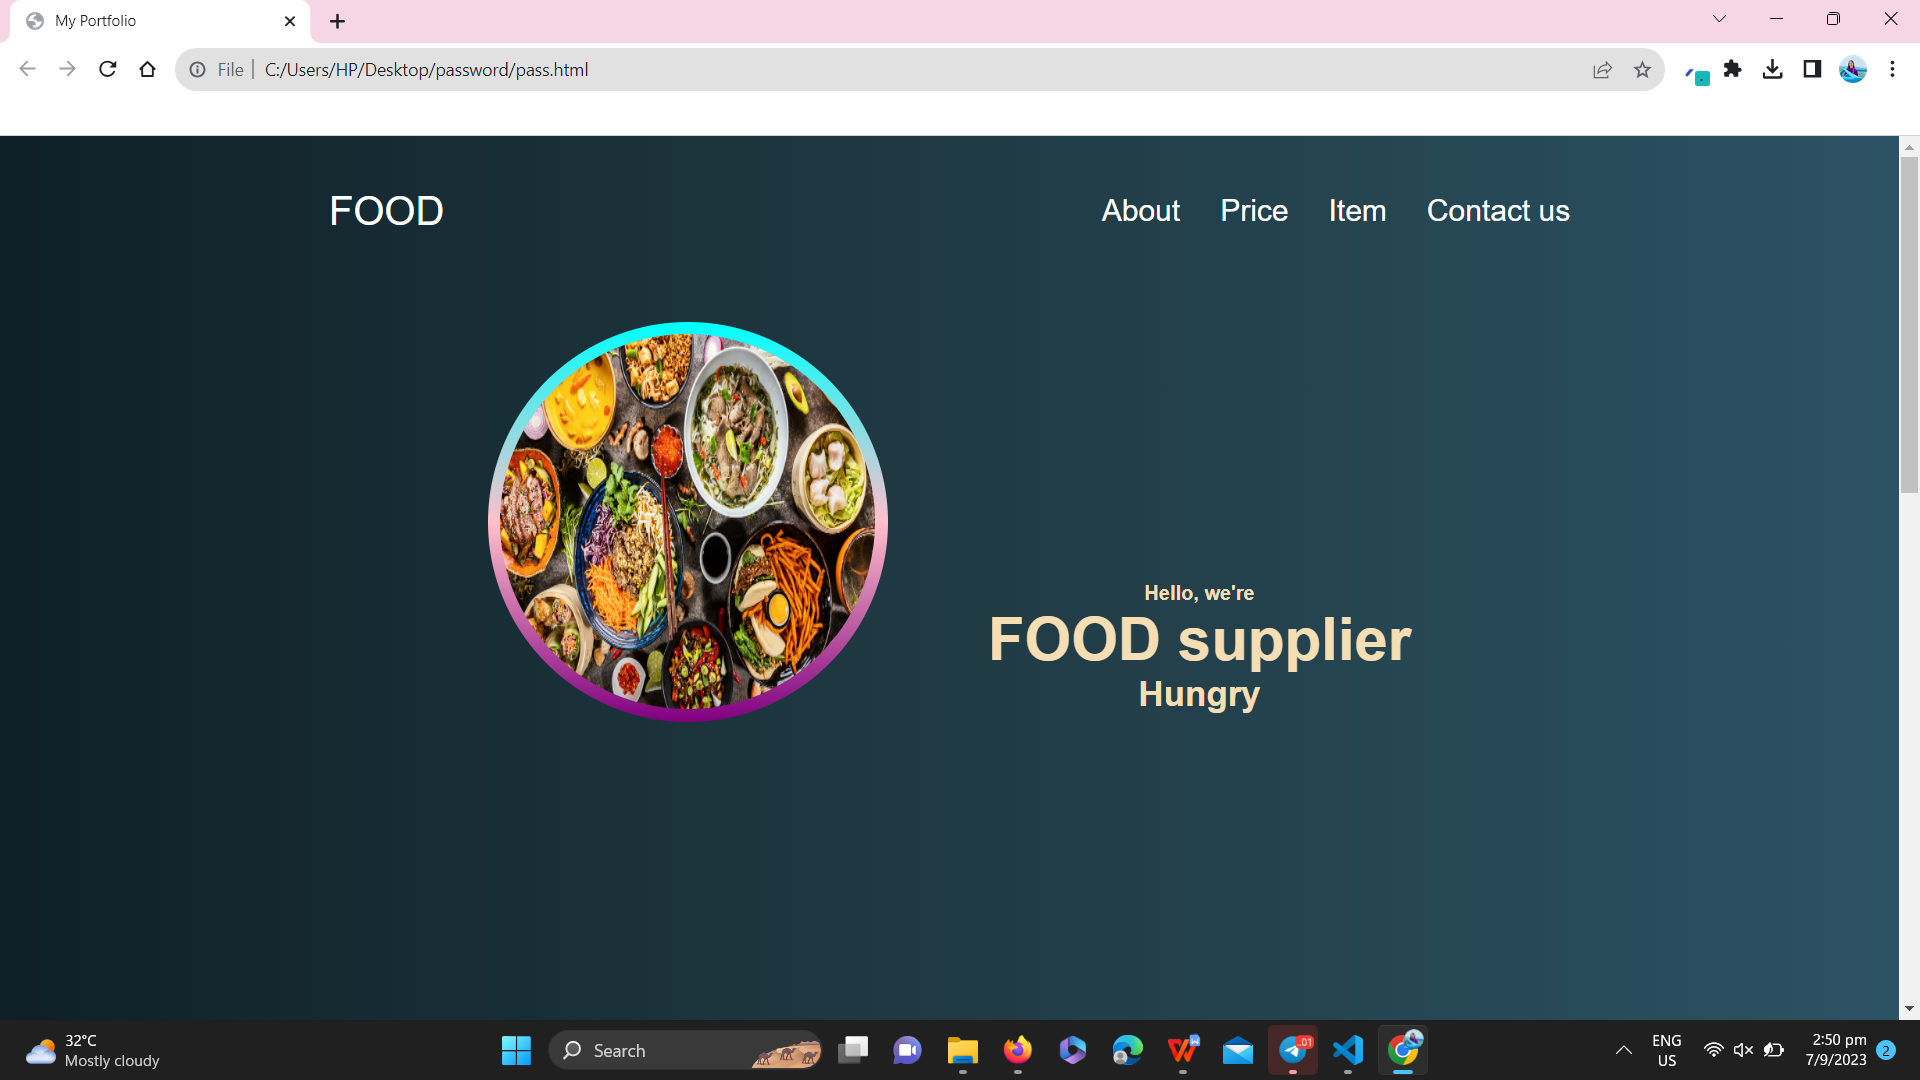 My Portfolio
File
C:/Users/HP/Desktop/password/pass.html
FOOD
About Price Item Contact us
Hello, we're
FOOD supplier
Hungry
32°C
Mostly cloudy
Search
ENG
US
2:50 pm
7/9/2023
2